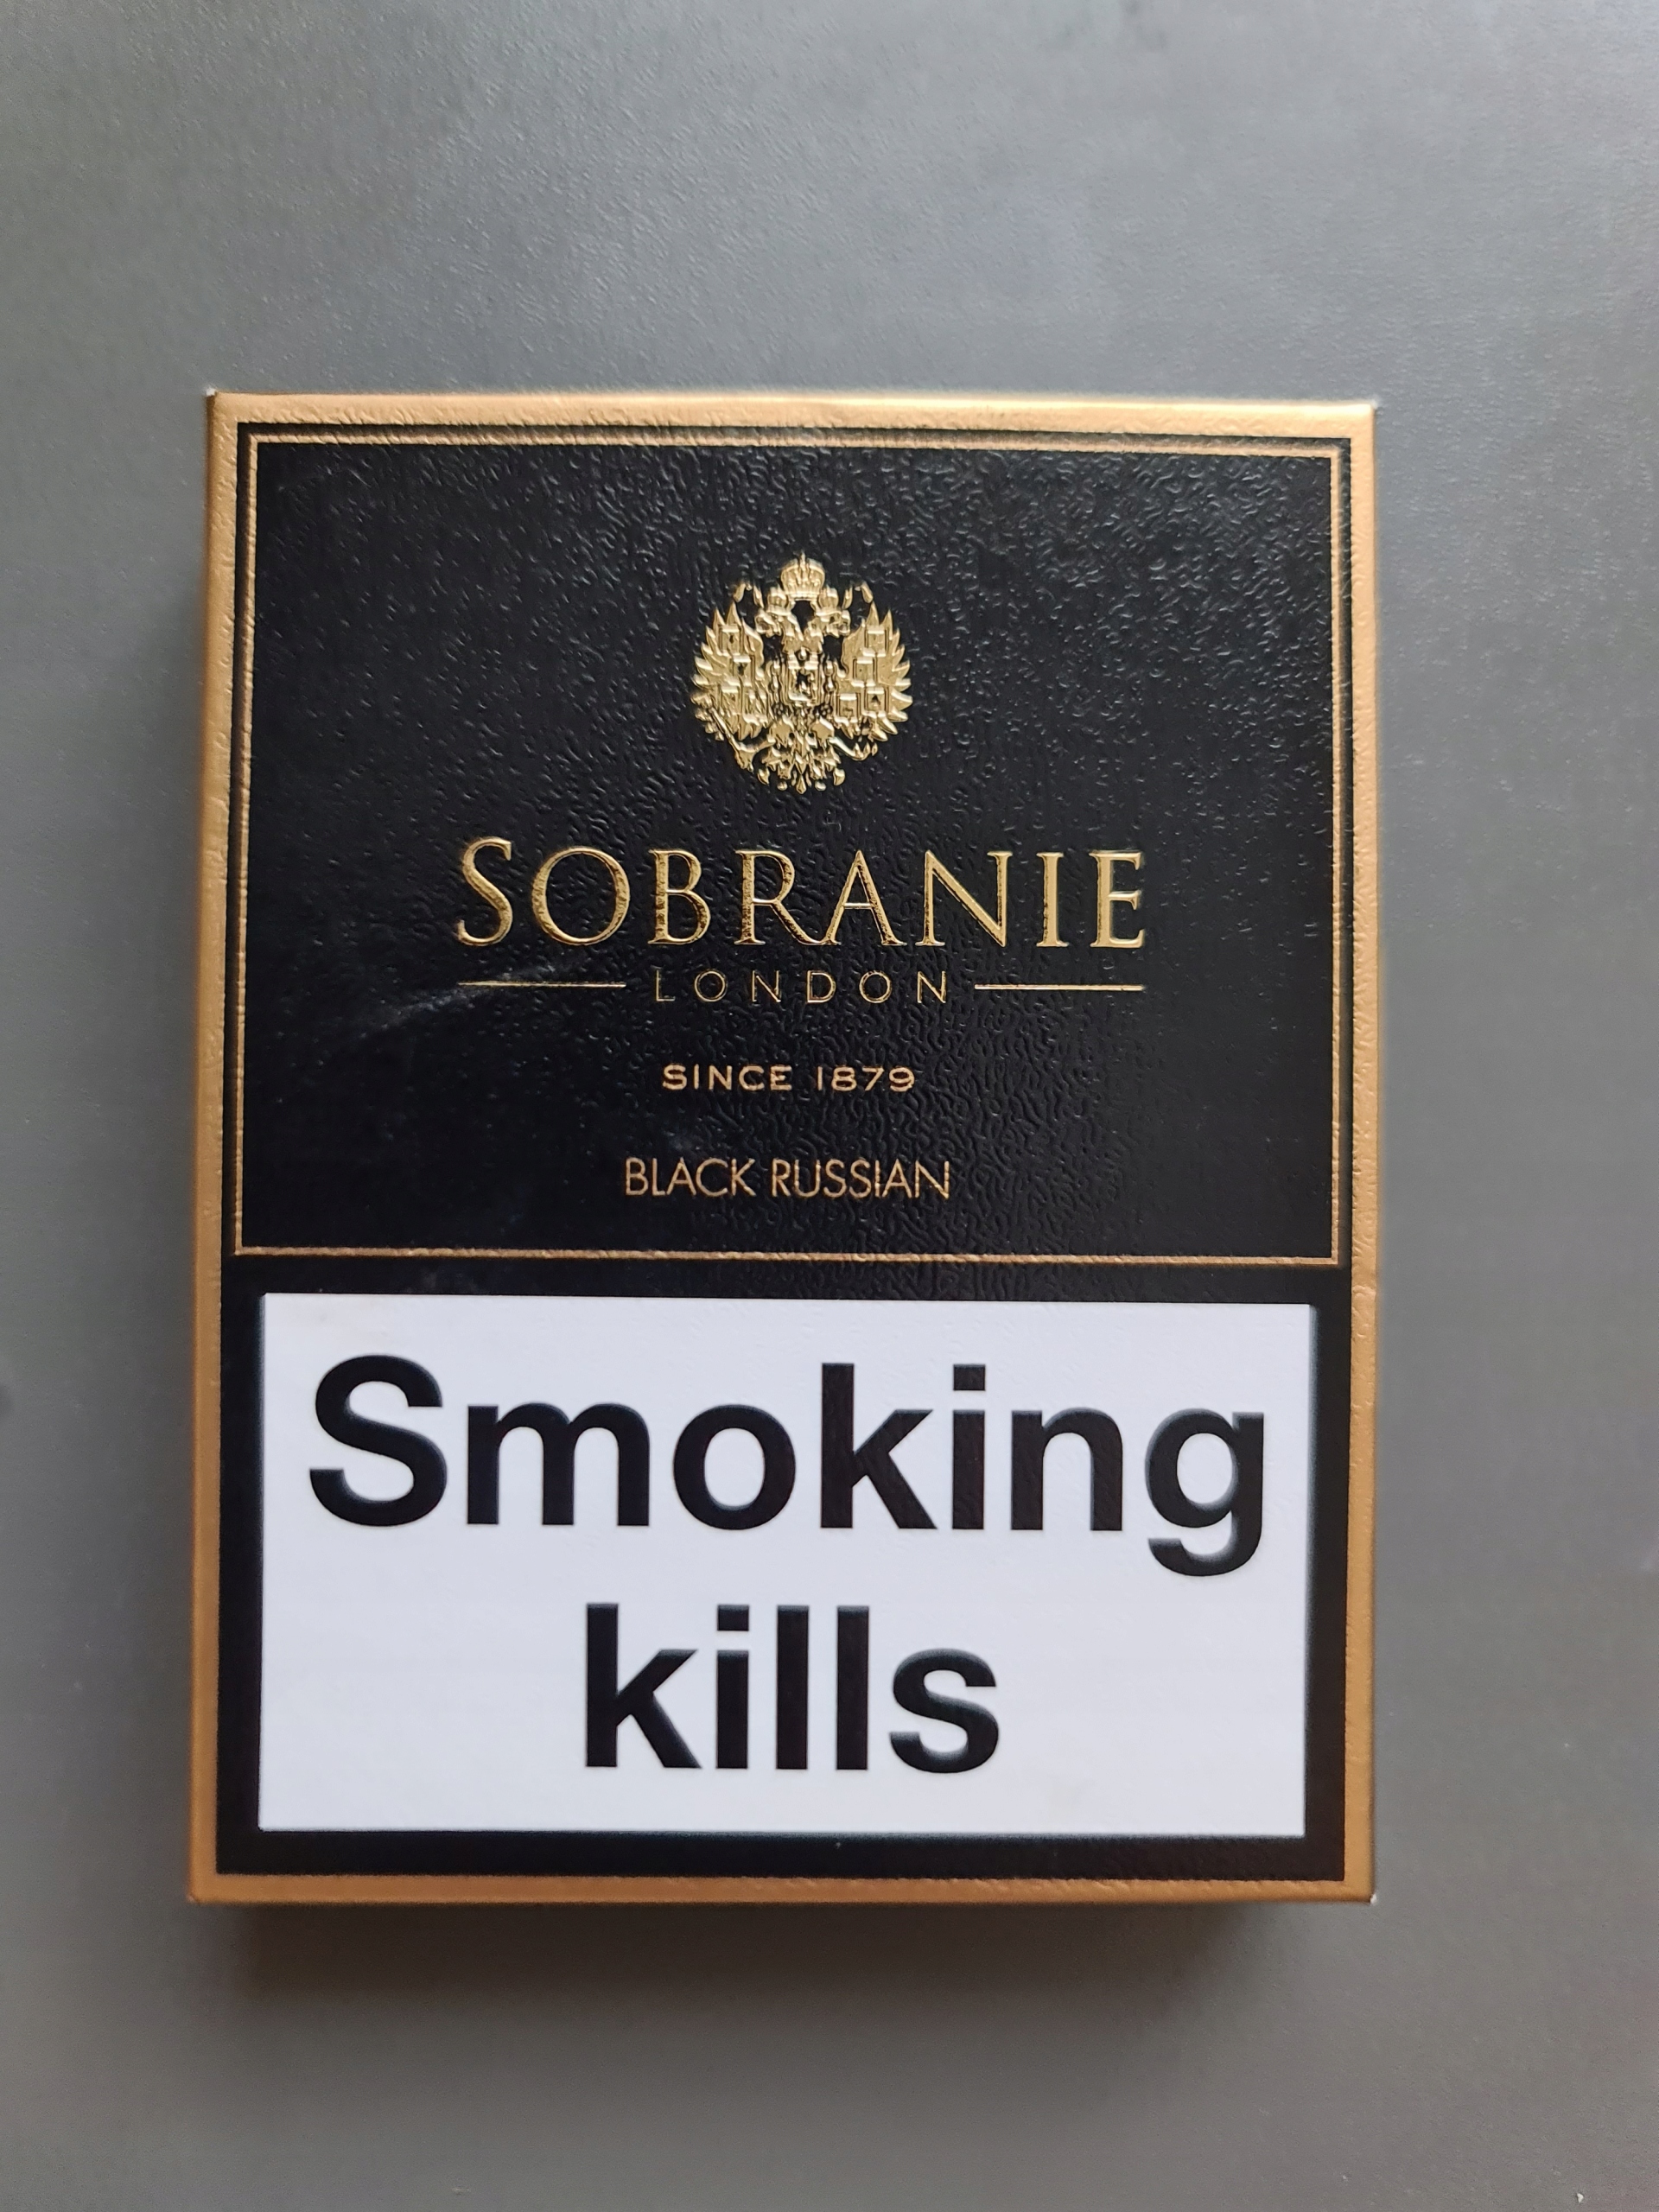 SOBRANIE
LONDON
SINCE 1879
BLACK RUSSIAN
Smoking
kills